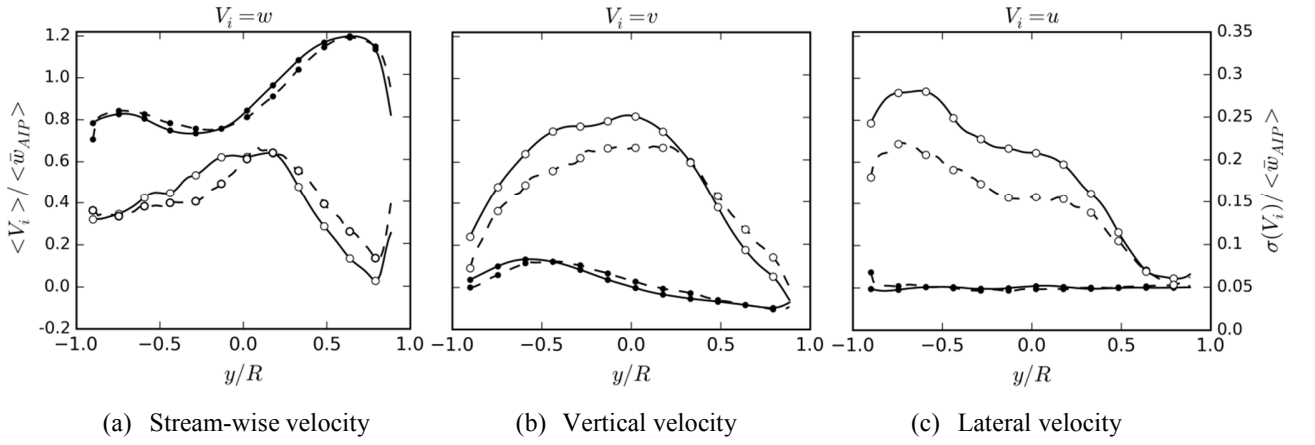 V_i = w
V_i = v
V_i = u
<V_i> / <w̄_AIP>
1.2
1.0
0.8
0.6
0.4
0.2
0.0
-0.2
0.35
0.30
0.25
0.20
0.15
0.10
0.05
0.0
σ(V_i) / <w̄_AIP>
−1.0 −0.5 0.0 0.5 1.0
−1.0 −0.5 0.0 0.5 1.0
−1.0 −0.5 0.0 0.5 1.0
y/R
y/R
y/R
(a) Stream-wise velocity
(b) Vertical velocity
(c) Lateral velocity